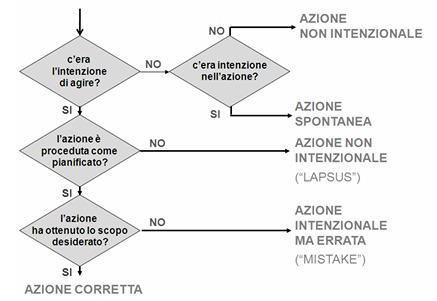 NO
AZIONE
NON INTENZIONALE
c'era
l'intenzione
di agire?
NO
c'era intenzione
nell'azione?
SI
SI
AZIONE
SPONTANEA
l'azione è
proceduta come
pianificato?
NO
AZIONE NON
INTENZIONALE
("LAPSUS")
SI
l'azione
ha ottenuto lo scopo
desiderato?
NO
AZIONE
INTENZIONALE
MA ERRATA
("MISTAKE")
SI
AZIONE CORRETTA